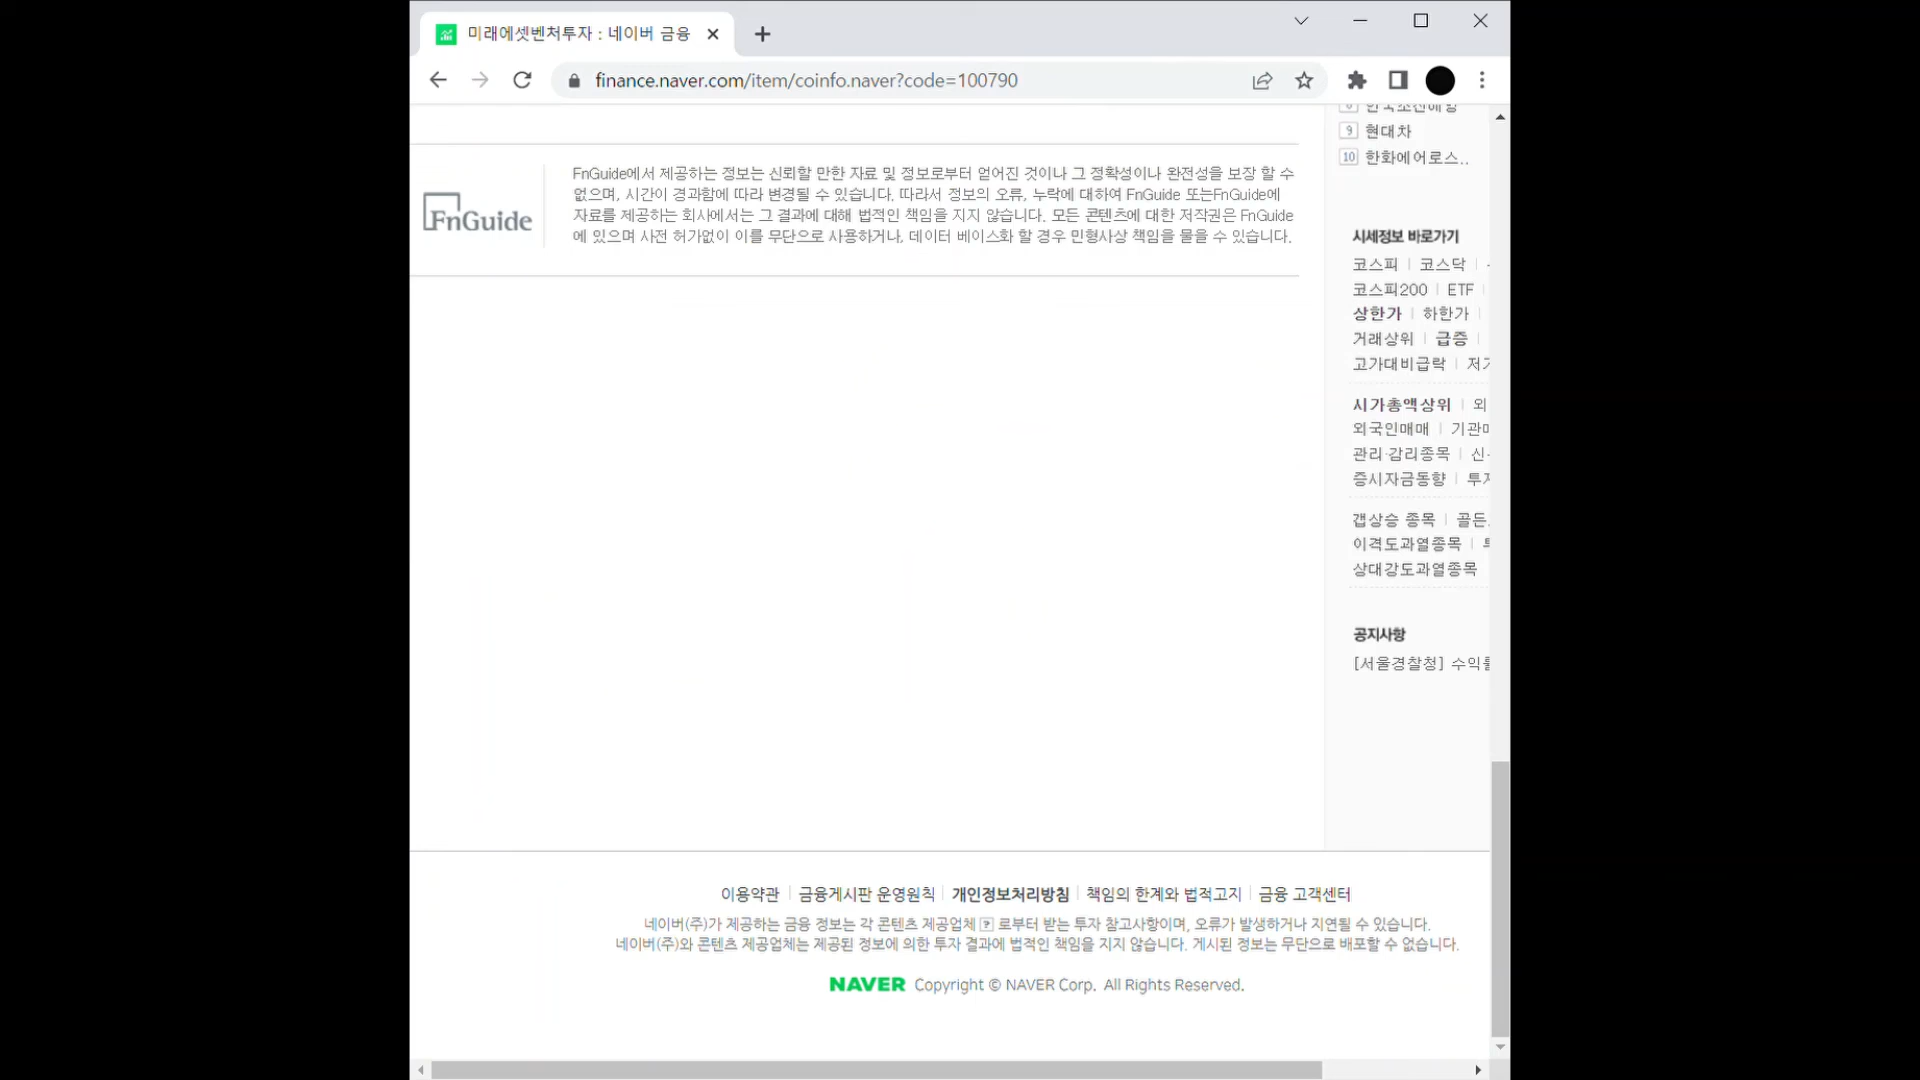 미래에셋벤처투자 : 네이버 금융
finance.naver.com/item/coinfo.naver?code=100790
9 현대차
10 한화에어로스..
FnGuide
FnGuide에서 제공하는 정보는 신뢰할 만한 자료 및 정보로부터 얻어진 것이나 그 정확성이나 완전성을 보장 할 수
없으며, 시간이 경과함에 따라 변경될 수 있습니다. 따라서 정보의 오류, 누락에 대하여 FnGuide 또는FnGuide에
자료를 제공하는 회사에서는 그 결과에 대해 법적인 책임을 지지 않습니다. 모든 콘텐츠에 대한 저작권은 FnGuide
에 있으며 사전 허가없이 이를 무단으로 사용하거나, 데이터 베이스화 할 경우 민형사상 책임을 물을 수 있습니다.
시세정보 바로가기
코스피 | 코스닥 |
코스피200 | ETF |
상한가 | 하한가 |
거래상위 | 급증 |
고가대비급락 |
시가총액상위 | 외
외국인매매 | 기관
관리·감리종목 | 신
증시자금동향 | 투
갭상승 종목 | 골든
이격도과열종목 |
상대강도과열종목
공지사항
[서울경찰청] 수익
이용약관 | 금융게시판 운영원칙 | 개인정보처리방침 | 책임의 한계와 법적고지 | 금융 고객센터
네이버(주)가 제공하는 금융 정보는 각 콘텐츠 제공업체 ? 로부터 받는 투자 참고사항이며, 오류가 발생하거나 지연될 수 있습니다.
네이버(주)와 콘텐츠 제공업체는 제공된 정보에 의한 투자 결과에 법적인 책임을 지지 않습니다. 게시된 정보는 무단으로 배포할 수 없습니다.
NAVER Copyright © NAVER Corp. All Rights Reserved.